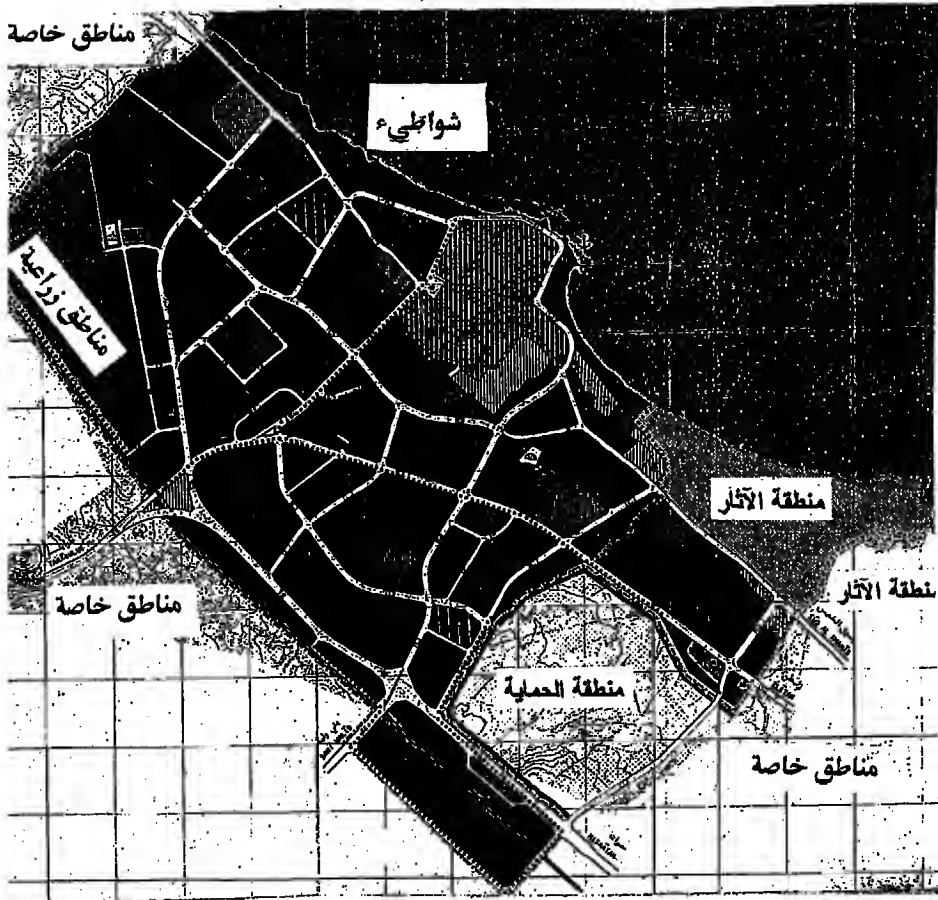 مناطق خاصة
شواطيء
مناطق زراعية
منطقة الآثار
منطقة الآثار
مناطق خاصة
منطقة الحماية
مناطق خاصة